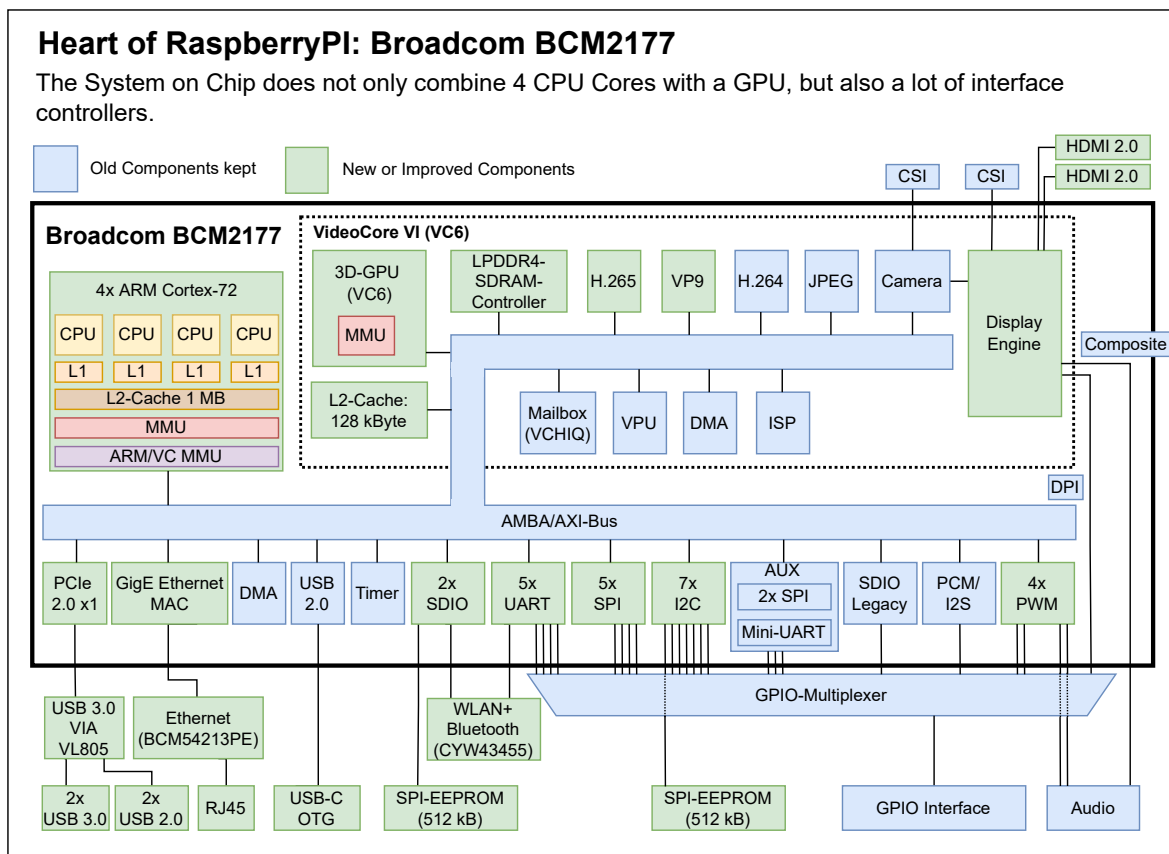 Heart of RaspberryPI: Broadcom BCM2177
The System on Chip does not only combine 4 CPU Cores with a GPU, but also a lot of interface
controllers.
Old Components kept
New or Improved Components
HDMI 2.0
HDMI 2.0
CSI
CSI
Broadcom BCM2177
VideoCore VI (VC6)
4x ARM Cortex-72
CPU
CPU
CPU
CPU
L1
L1
L1
L1
L2-Cache 1 MB
MMU
ARM/VC MMU
3D-GPU
(VC6)
MMU
L2-Cache:
128 kByte
LPDDR4-
SDRAM-
Controller
H.265
VP9
H.264
JPEG
Camera
Display
Engine
Composite
Mailbox
(VCHIQ)
VPU
DMA
ISP
DPI
AMBA/AXI-Bus
PCIe
2.0 x1
GigE Ethernet
MAC
DMA
USB
2.0
Timer
2x
SDIO
5x
UART
5x
SPI
7x
I2C
AUX
2x SPI
Mini-UART
SDIO
Legacy
PCM/
I2S
4x
PWM
GPIO-Multiplexer
USB 3.0
VIA
VL805
Ethernet
(BCM54213PE)
WLAN+
Bluetooth
(CYW43455)
2x
USB 3.0
2x
USB 2.0
RJ45
USB-C
OTG
SPI-EEPROM
(512 kB)
SPI-EEPROM
(512 kB)
GPIO Interface
Audio